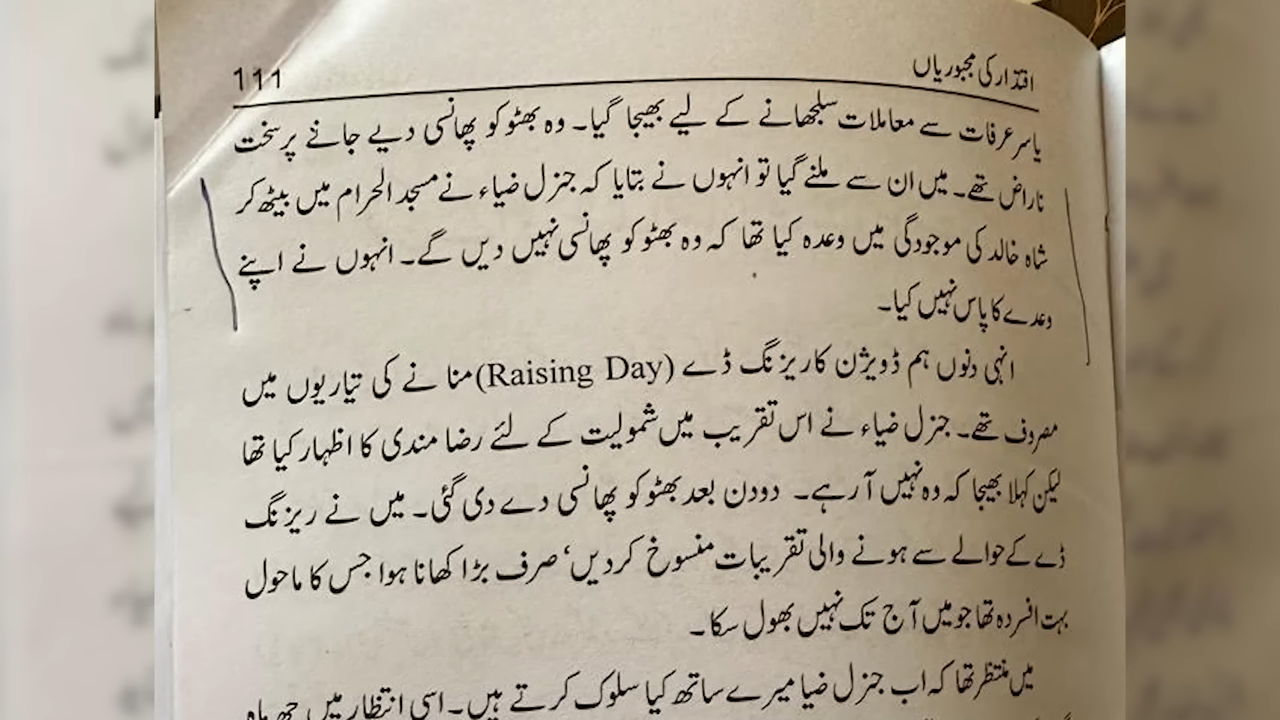 اقتدار کی مجبوریاں 111
یاسر عرفات سے معاملات سلجھانے کے لیے بھیجا گیا۔ وہ بھٹو کو پھانسی دیے جانے پر سخت
ناراض تھے۔ میں ان سے ملنے گیا تو انہوں نے بتایا کہ جنرل ضیاء نے مسجد الحرام میں بیٹھ کر
شاہ خالد کی موجودگی میں وعدہ کیا تھا کہ وہ بھٹو کو پھانسی نہیں دیں گے۔ انہوں نے اپنے
وعدے کا پاس نہیں کیا۔
انہی دنوں ہم ڈویژن کا ریزنگ ڈے (Raising Day) منانے کی تیاریوں میں
مصروف تھے۔ جنرل ضیاء نے اس تقریب میں شمولیت کے لئے رضا مندی کا اظہار کیا تھا
لیکن کہلا بھیجا کہ وہ نہیں آ رہے۔ دو دن بعد بھٹو کو پھانسی دے دی گئی۔ میں نے ریزنگ
ڈے کے حوالے سے ہونے والی تقریبات منسوخ کر دیں، صرف بڑا کھانا ہوا جس کا ماحول
بہت افسردہ تھا جو میں آج تک نہیں بھول سکا۔
میں منتظر تھا کہ اب جنرل ضیا میرے ساتھ کیا سلوک کرتے ہیں۔ اسی انتظار میں چھ ماہ